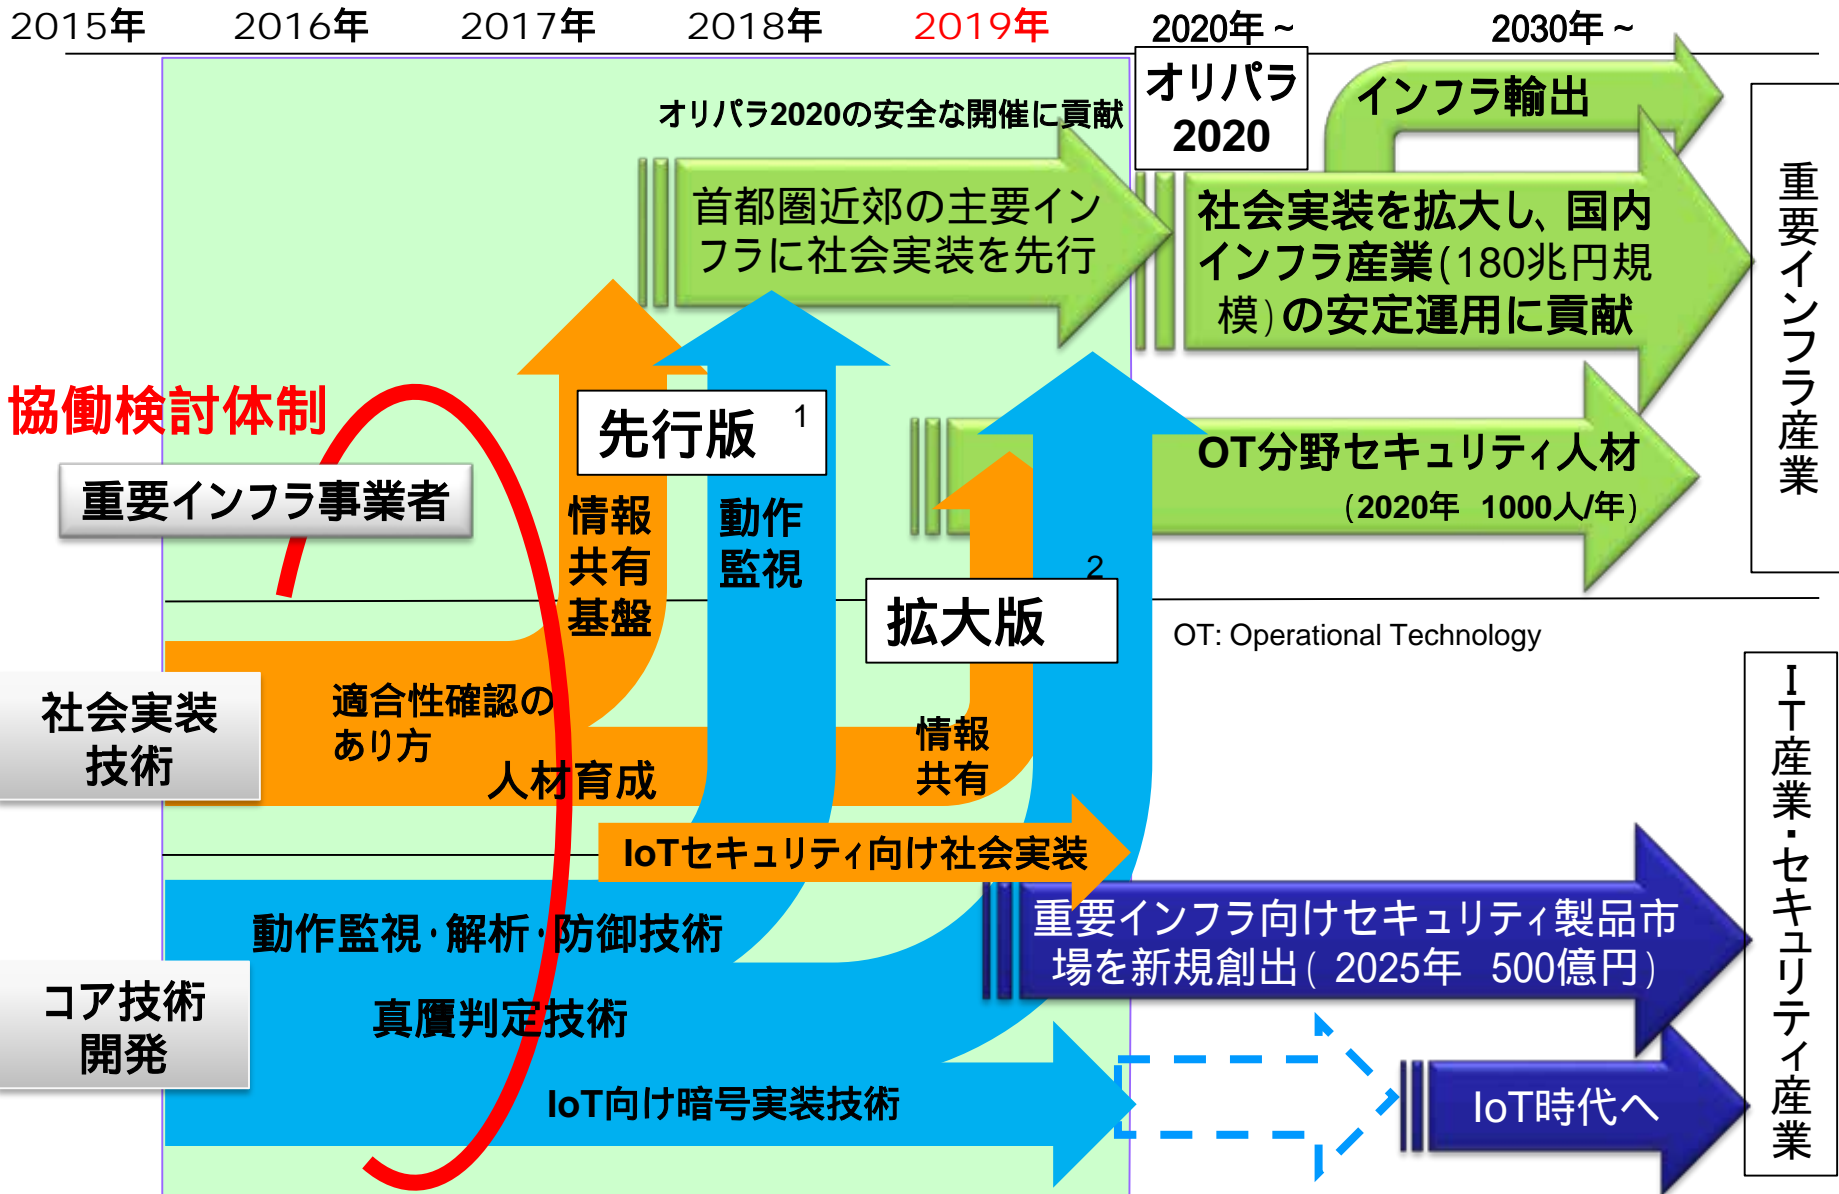 2015年
2016年
2017年
2018年
2019年
2020年～
2030年～
オリパラ
2020
インフラ輸出
オリパラ2020の安全な開催に貢献
首都圏近郊の主要イン
フラに社会実装を先行
社会実装を拡大し、国内
インフラ産業(180兆円規
模)の安定運用に貢献
重要インフラ産業
協働検討体制
重要インフラ事業者
先行版 1
情報
共有
基盤
動作
監視
OT分野セキュリティ人材
(2020年 1000人/年)
2
拡大版
OT: Operational Technology
社会実装
技術
適合性確認の
あり方
人材育成
情報
共有
IoTセキュリティ向け社会実装
IT産業・セキュリティ産業
動作監視・解析・防御技術
重要インフラ向けセキュリティ製品市
場を新規創出( 2025年 500億円)
コア技術
開発
真贋判定技術
IoT向け暗号実装技術
IoT時代へ